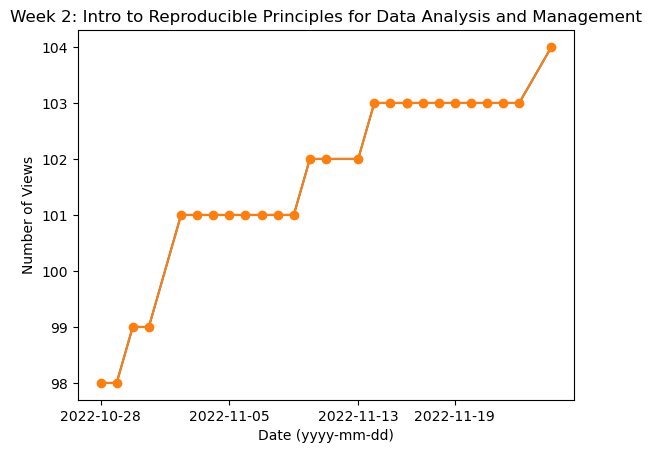 Week 2: Intro to Reproducible Principles for Data Analysis and Management
104
103
102
101
100
99
98
Number of Views
2022-10-28 2022-11-05 2022-11-13 2022-11-19
Date (yyyy-mm-dd)